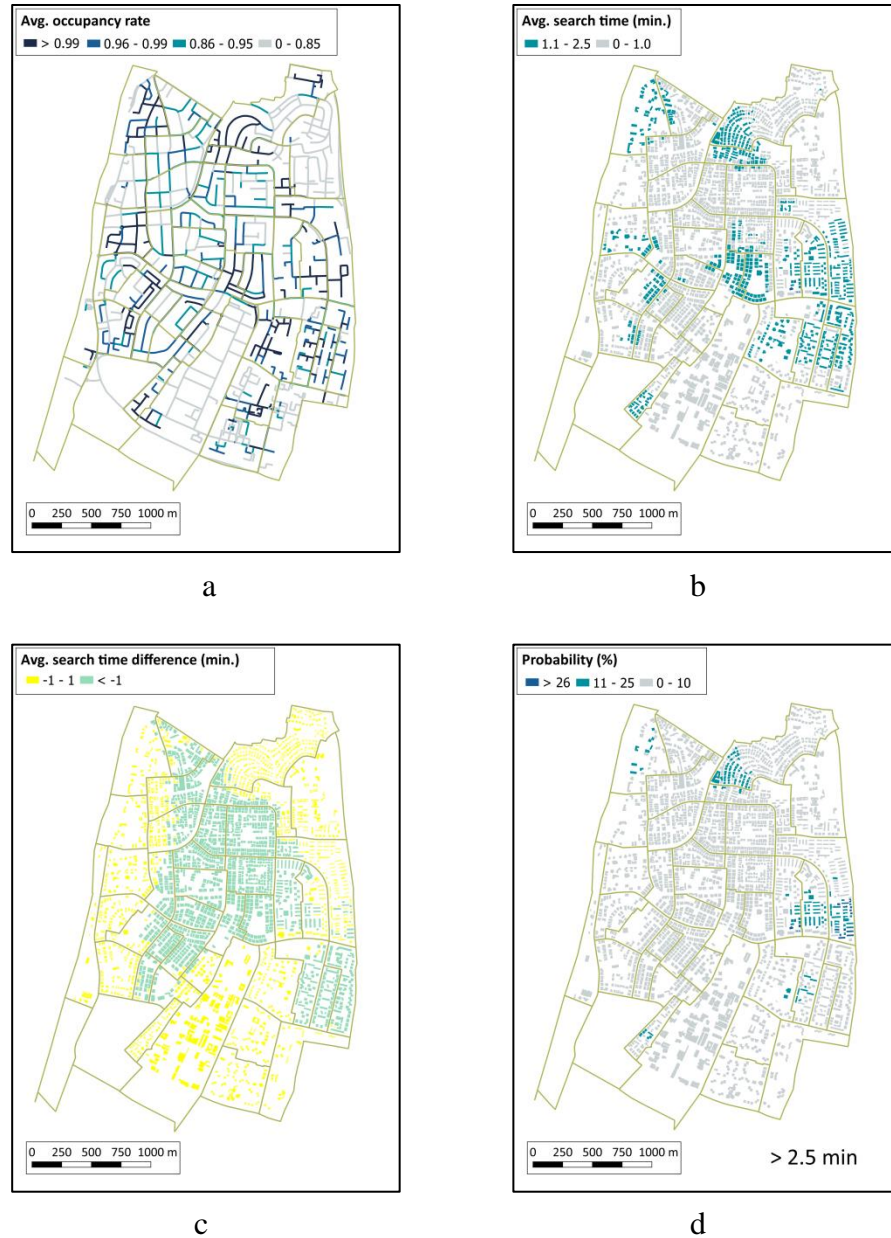 Avg. occupancy rate
> 0.99 0.96 - 0.99 0.86 - 0.95 0 - 0.85
0 250 500 750 1000 m
a
Avg. search time (min.)
1.1 - 2.5 0 - 1.0
0 250 500 750 1000 m
b
Avg. search time difference (min.)
-1 - 1 < -1
0 250 500 750 1000 m
c
Probability (%)
> 26 11 - 25 0 - 10
0 250 500 750 1000 m
> 2.5 min
d